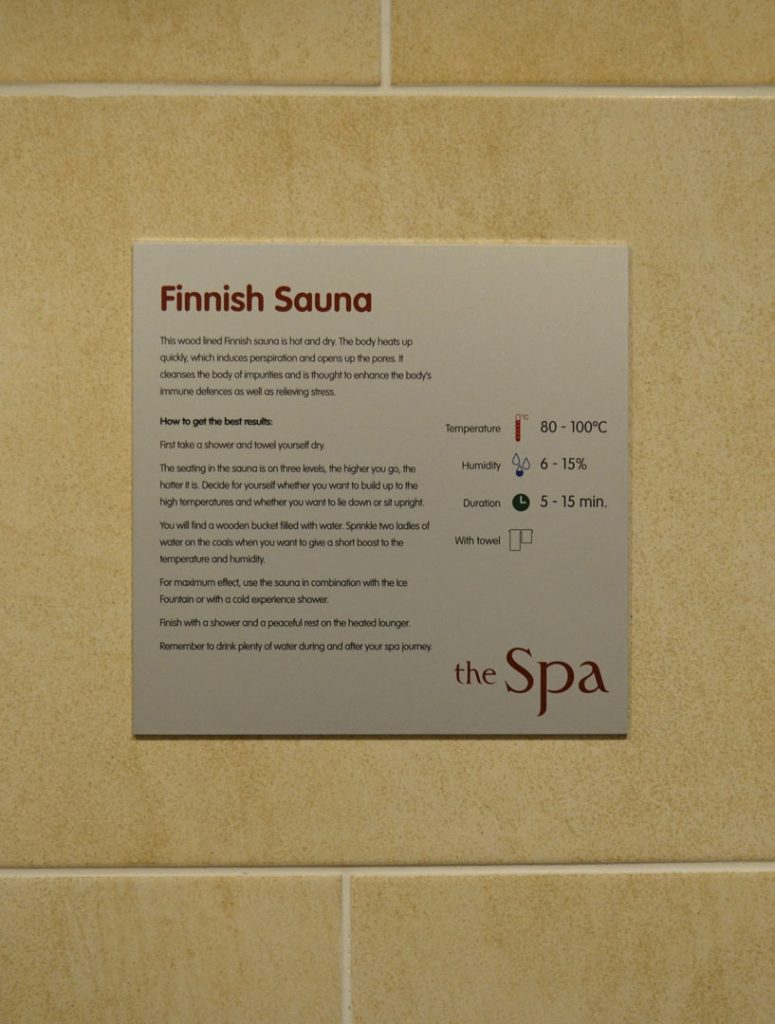 Finnish Sauna
This wood lined Finnish sauna is hot and dry. The body heats up
quickly, which induces perspiration and opens up the pores. It
cleanses the body of impurities and is thought to enhance the body's
immune defences as well as relieving stress.
How to get the best results:
First take a shower and towel yourself dry.
The seating in the sauna is on three levels, the higher you go, the
hotter it is. Decide for yourself whether you want to build up to the
high temperatures and whether you want to lie down or sit upright.
You will find a wooden bucket filled with water. Sprinkle two ladles of
water on the coals when you want to give a short boost to the
temperature and humidity.
For maximum effect, use the sauna in combination with the Ice
Fountain or with a cold experience shower.
Finish with a shower and a peaceful rest on the heated lounger.
Remember to drink plenty of water during and after your spa journey.
Temperature °C 80 - 100°C
Humidity 6 - 15%
Duration 5 - 15 min.
With towel
the Spa